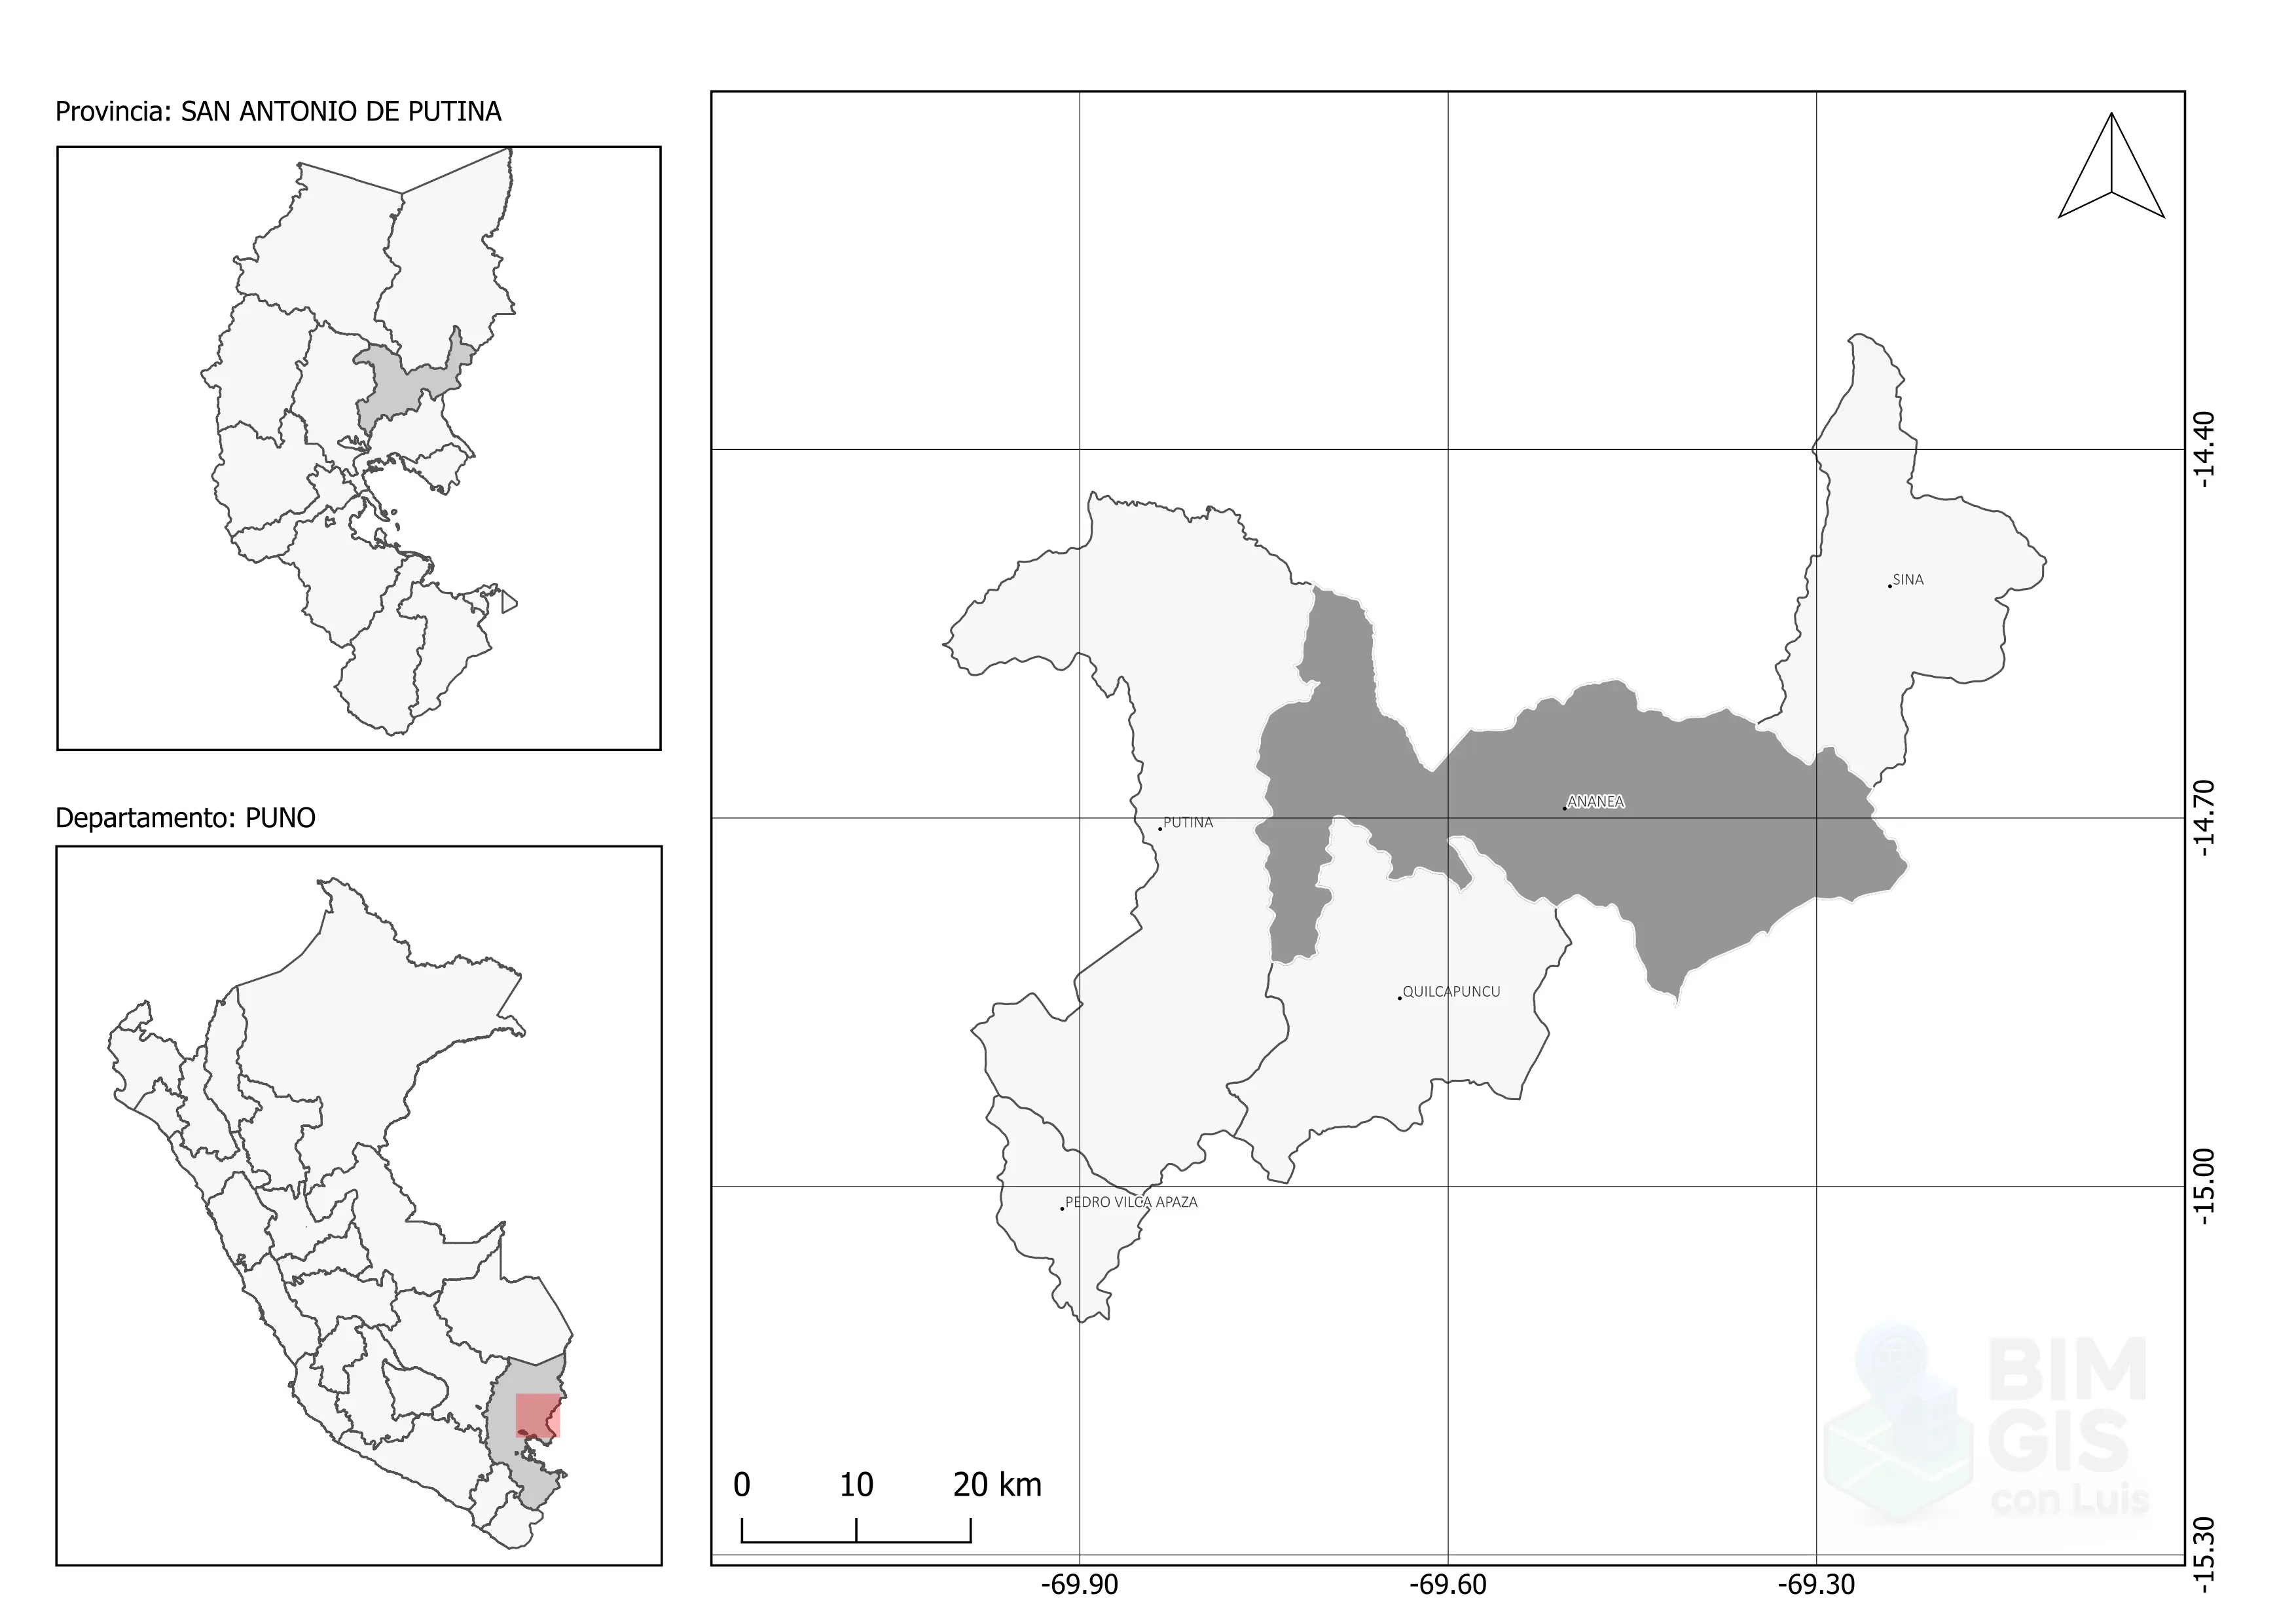 Provincia: SAN ANTONIO DE PUTINA
Departamento: PUNO
SINA
ANANEA
PUTINA
QUILCAPUNCU
PEDRO VILCA APAZA
-14.40
-14.70
-15.00
-15.30
0 10 20 km
-69.90 -69.60 -69.30
BIM
GIS
con Luis